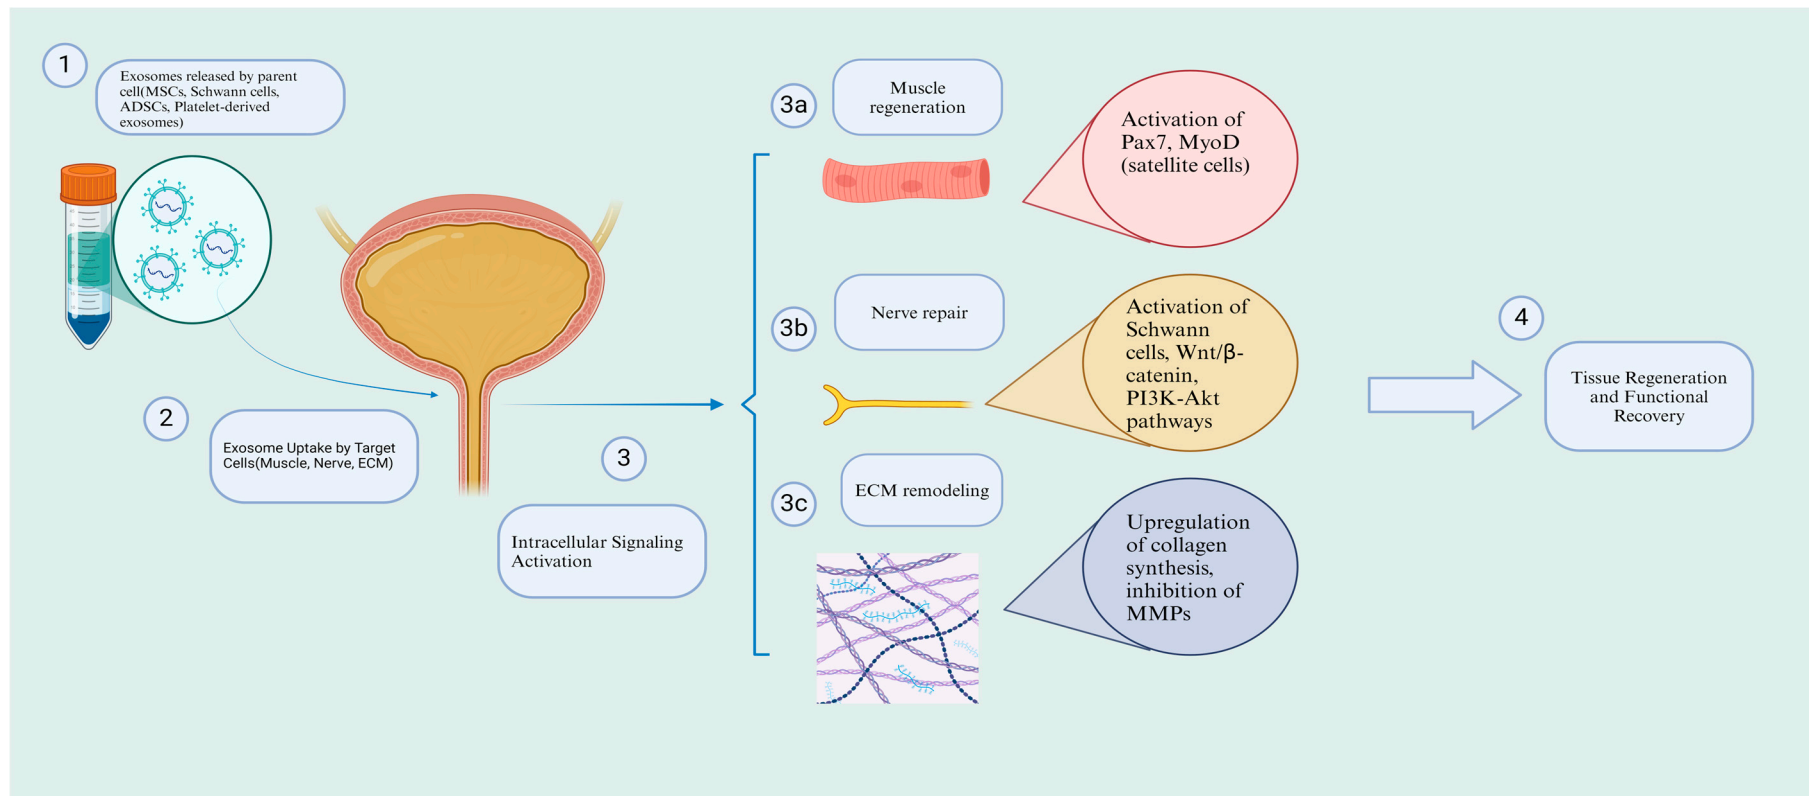 1
Exosomes released by parent
cell(MSCs, Schwann cells,
ADSCs, Platelet-derived
exosomes)
2
Exosome Uptake by Target
Cells(Muscle, Nerve, ECM)
3
Intracellular Signaling
Activation
3a
Muscle
regeneration
Activation of
Pax7, MyoD
(satellite cells)
3b
Nerve repair
Activation of
Schwann
cells, Wnt/β-
catenin,
PI3K-Akt
pathways
3c
ECM remodeling
Upregulation
of collagen
synthesis,
inhibition of
MMPs
4
Tissue Regeneration
and Functional
Recovery